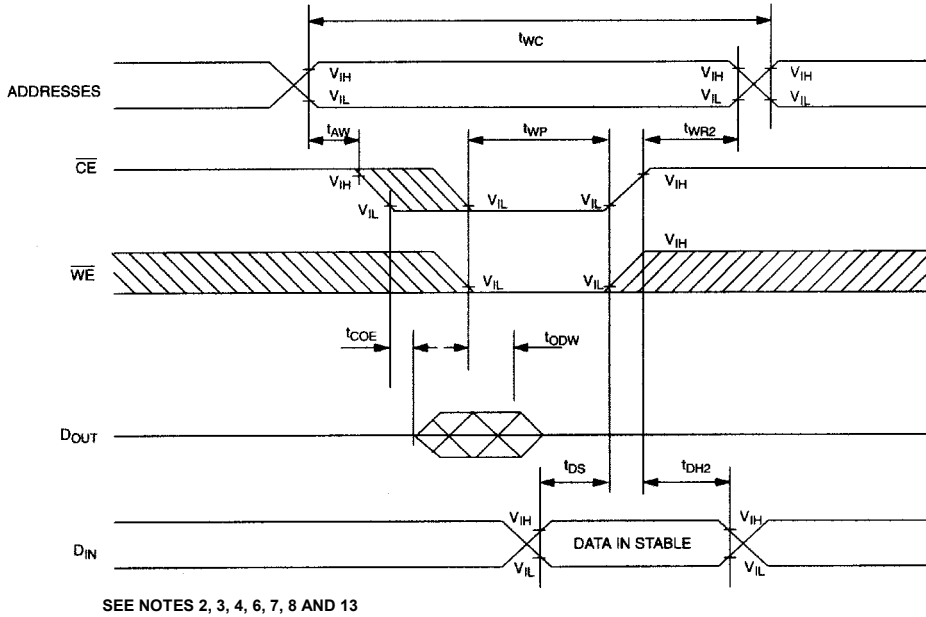 tWC
VIH VIH VIH
ADDRESSES
VIL VIL VIL
tAW tWP tWR2
CE
VIH VIH
VIL VIL VIL
VIH
WE
VIL VIL
tCOE tODW
DOUT
tDS tDH2
VIH VIH
DIN DATA IN STABLE
VIL VIL
SEE NOTES 2, 3, 4, 6, 7, 8 AND 13